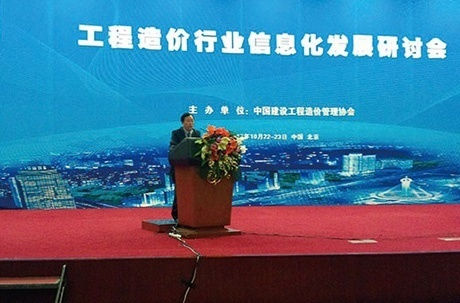 工程造价行业信息化发展研讨会
主办单位：中国建设工程造价管理协会
年10月22-23日 中国 北京